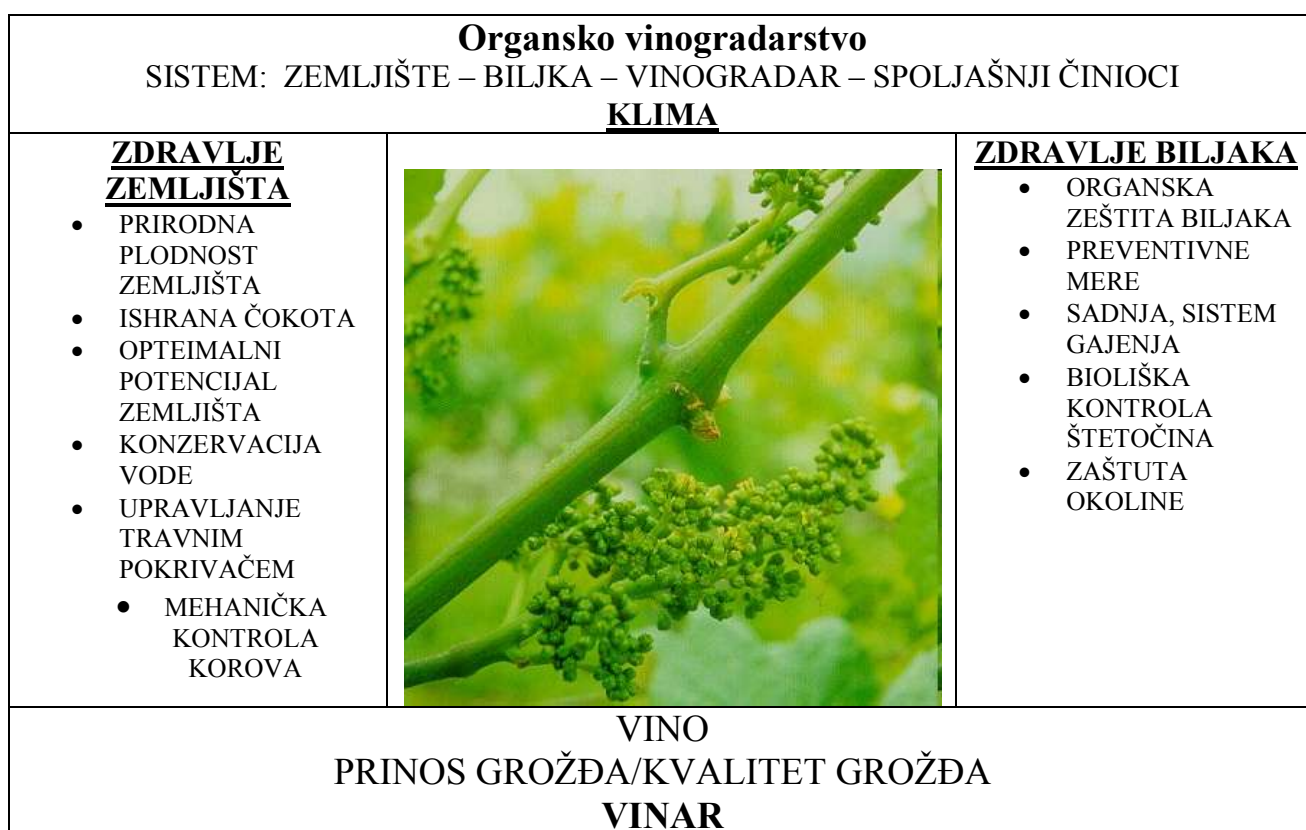 Organsko vinogradarstvo
SISTEM: ZEMLJIŠTE – BILJKA – VINOGRADAR – SPOLJAŠNJI ČINIOCI
KLIMA
ZDRAVLJE
ZEMLJIŠTA
• PRIRODNA
PLODNOST
ZEMLJIŠTA
• ISHRANA ČOKOTA
• OPTEIMALNI
POTENCIJAL
ZEMLJIŠTA
• KONZERVACIJA
VODE
• UPRAVLJANJE
TRAVNIM
POKRIVAČEM
• MEHANIČKA
KONTROLA
KOROVA
ZDRAVLJE BILJAKA
• ORGANSKA
ZEŠTITA BILJAKA
• PREVENTIVNE
MERE
• SADNJA, SISTEM
GAJENJA
• BIOLIŠKA
KONTROLA
ŠTETOČINA
• ZAŠTUTA
OKOLINE
VINO
PRINOS GROŽĐA/KVALITET GROŽĐA
VINAR